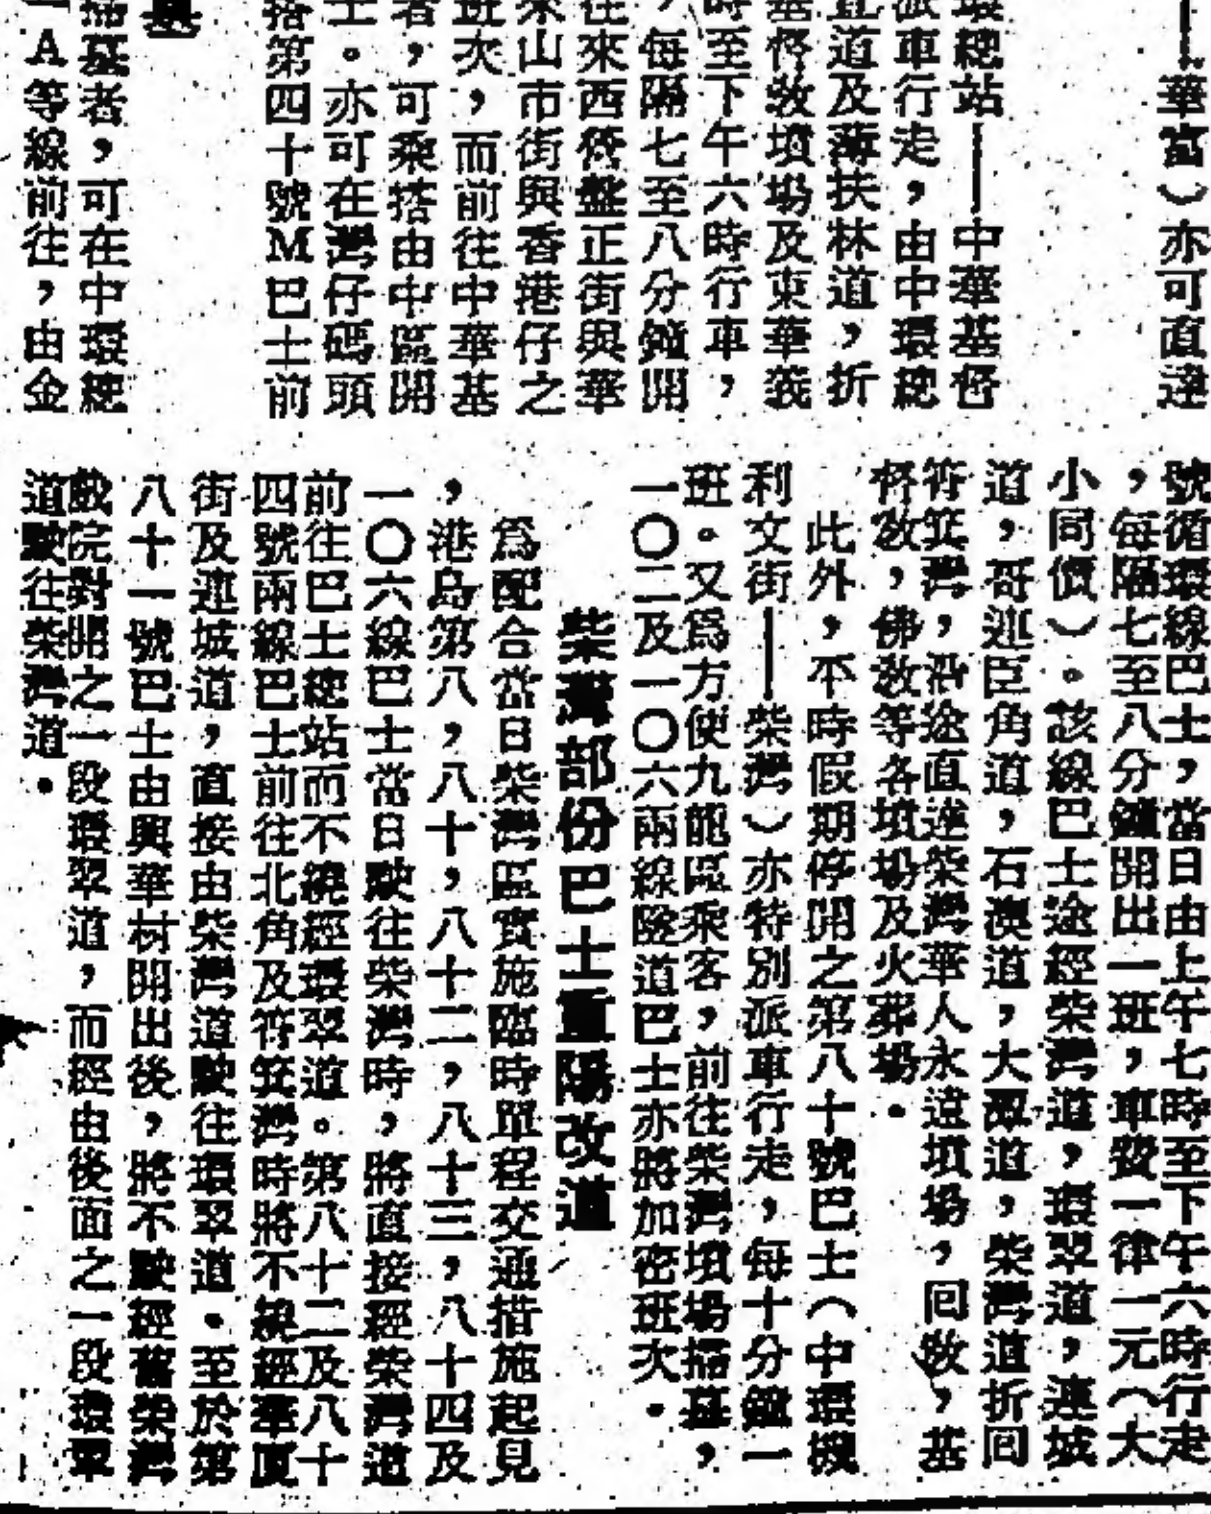 ︱︱華富）亦可直達
環總站︱︱中華基督
派車行走，由中環總
道及薄扶林道，折
基督敎墳場及東華義
時至下午六時行車，
，每隔七至八分鐘開
往來西營盤正街與華
來山市街與香港仔之
班次，而前往中華基
者，可乘搭由中區開
士。亦可在灣仔碼頭
搭第四十號M巴士前
墓
掃墓者，可在中環總
一A等線前往，由金
號循環線巴士，當日由上午七時至下午六時行走
，每隔七至八分鐘開出一班，車費一律一元（大
小同價）。該線巴士途經柴灣道，環翠道，連城
道，哥連臣角道，石澳道，大潭道，柴灣道折回
筲箕灣，沿途直達柴灣華人永遠墳場，回敎，基
督敎，佛敎等各墳場及火葬場。
此外，不時假期停開之第八十號巴士（中環機
利文街︱︱柴灣）亦特別派車行走，每十分鐘一
班。又爲方便九龍區乘客，前往柴灣墳場掃墓，
一〇二及一〇六兩線隧道巴士亦將加密班次。
柴灣部份巴士重陽改道
爲配合當日柴灣區實施臨時單程交通措施起見
，港島第八，八十，八十二，八十三，八十四及
一〇六線巴士當日駛往柴灣時，將直接經柴灣道
前往巴士總站而不繞經環翠道。第八十二及八十
四號兩線巴士前往北角及筲箕灣時將不繞經華廈
街及連城道，直接由柴灣道駛往環翠道。至於第
八十一號巴士由興華村開出後，將不駛經舊柴灣
戲院對開之一段環翠道，而經由後面之一段環翠
道駛往柴灣道。